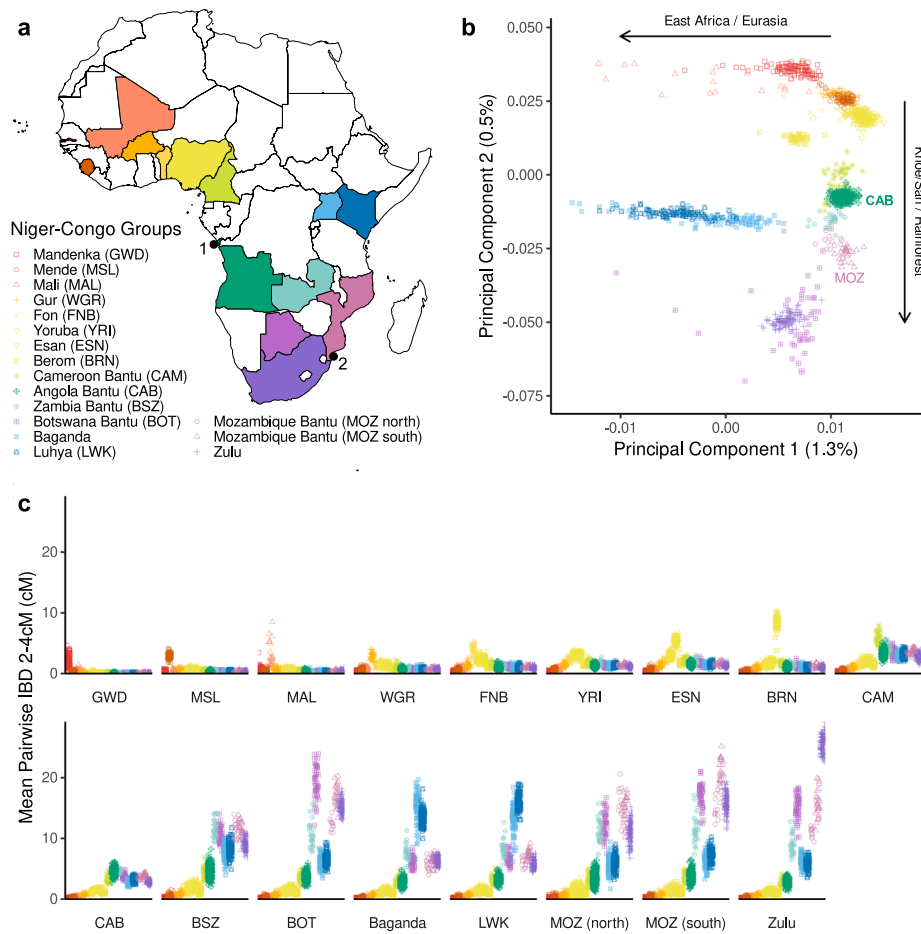 a
1
2
Niger-Congo Groups
Mandenka (GWD)
Mende (MSL)
Mali (MAL)
Gur (WGR)
Fon (FNB)
Yoruba (YRI)
Esan (ESN)
Berom (BRN)
Cameroon Bantu (CAM)
Angola Bantu (CAB)
Zambia Bantu (BSZ)
Botswana Bantu (BOT)
Baganda
Luhya (LWK)
Mozambique Bantu (MOZ north)
Mozambique Bantu (MOZ south)
Zulu
b
East Africa / Eurasia
Khoe-San / Rainforest
CAB
MOZ
Principal Component 2 (0.5%)
0.050
0.025
0.000
-0.025
-0.050
-0.075
-0.01
0.00
0.01
Principal Component 1 (1.3%)
c
Mean Pairwise IBD 2-4cM (cM)
20
10
0
GWD MSL MAL WGR FNB YRI ESN BRN CAM
20
10
0
CAB BSZ BOT Baganda LWK MOZ (north) MOZ (south) Zulu